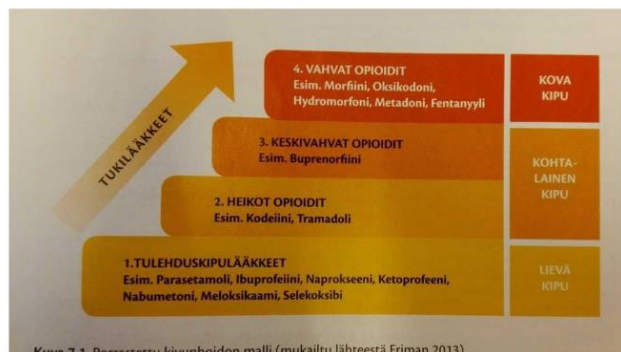 TUKILÄÄKKEET
4. VAHVAT OPIOIDIT
Esim. Morfiini, Oksikodoni,
Hydromorfoni, Metadoni, Fentanyyli
KOVA
KIPU
3. KESKIVAHVAT OPIOIDIT
Esim. Buprenorfiini
KOHTA-
LAINEN
KIPU
2. HEIKOT OPIOIDIT
Esim. Kodeiini, Tramadoli
1.TULEHDUSKIPULÄÄKKEET
Esim. Parasetamoli, Ibuprofeiini, Naprokseeni, Ketoprofeeni,
Nabumetoni, Meloksikaami, Selekoksibi
LIEVÄ
KIPU
Kuva 7.1. Porrastettu kivunhoidon malli (mukailtu lähteestä Friman 2013)